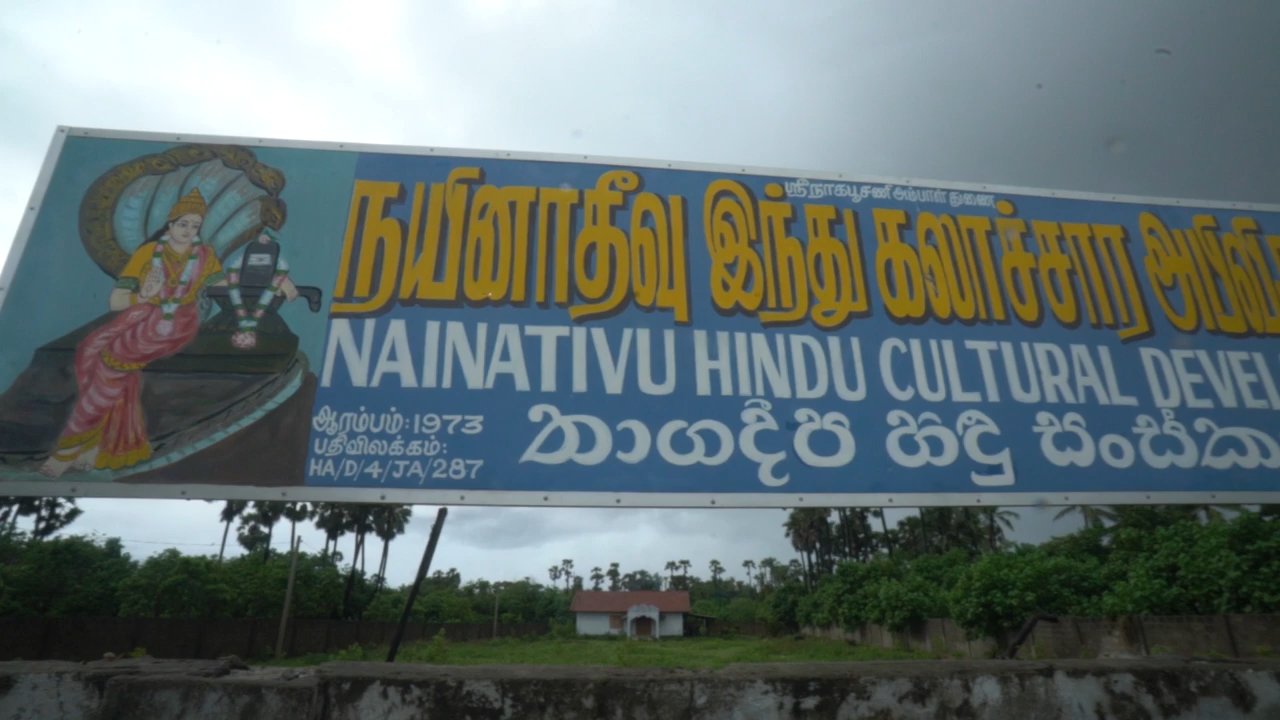 ஸ்ரீ நாகபூசணி அம்பாள் துணை
நயினாதீவு இந்து கலாச்சார அபிவி
NAINATIVU HINDU CULTURAL DEVEL
නාගදීප හින්දු සංස්ක
ஆரம்பம்: 1973
பதிவிலக்கம்:
HA/D/4/JA/287